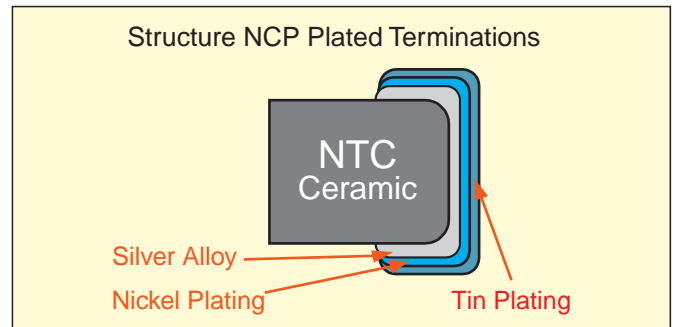 Structure NCP Plated Terminations
NTC
Ceramic
Silver Alloy
Nickel Plating
Tin Plating